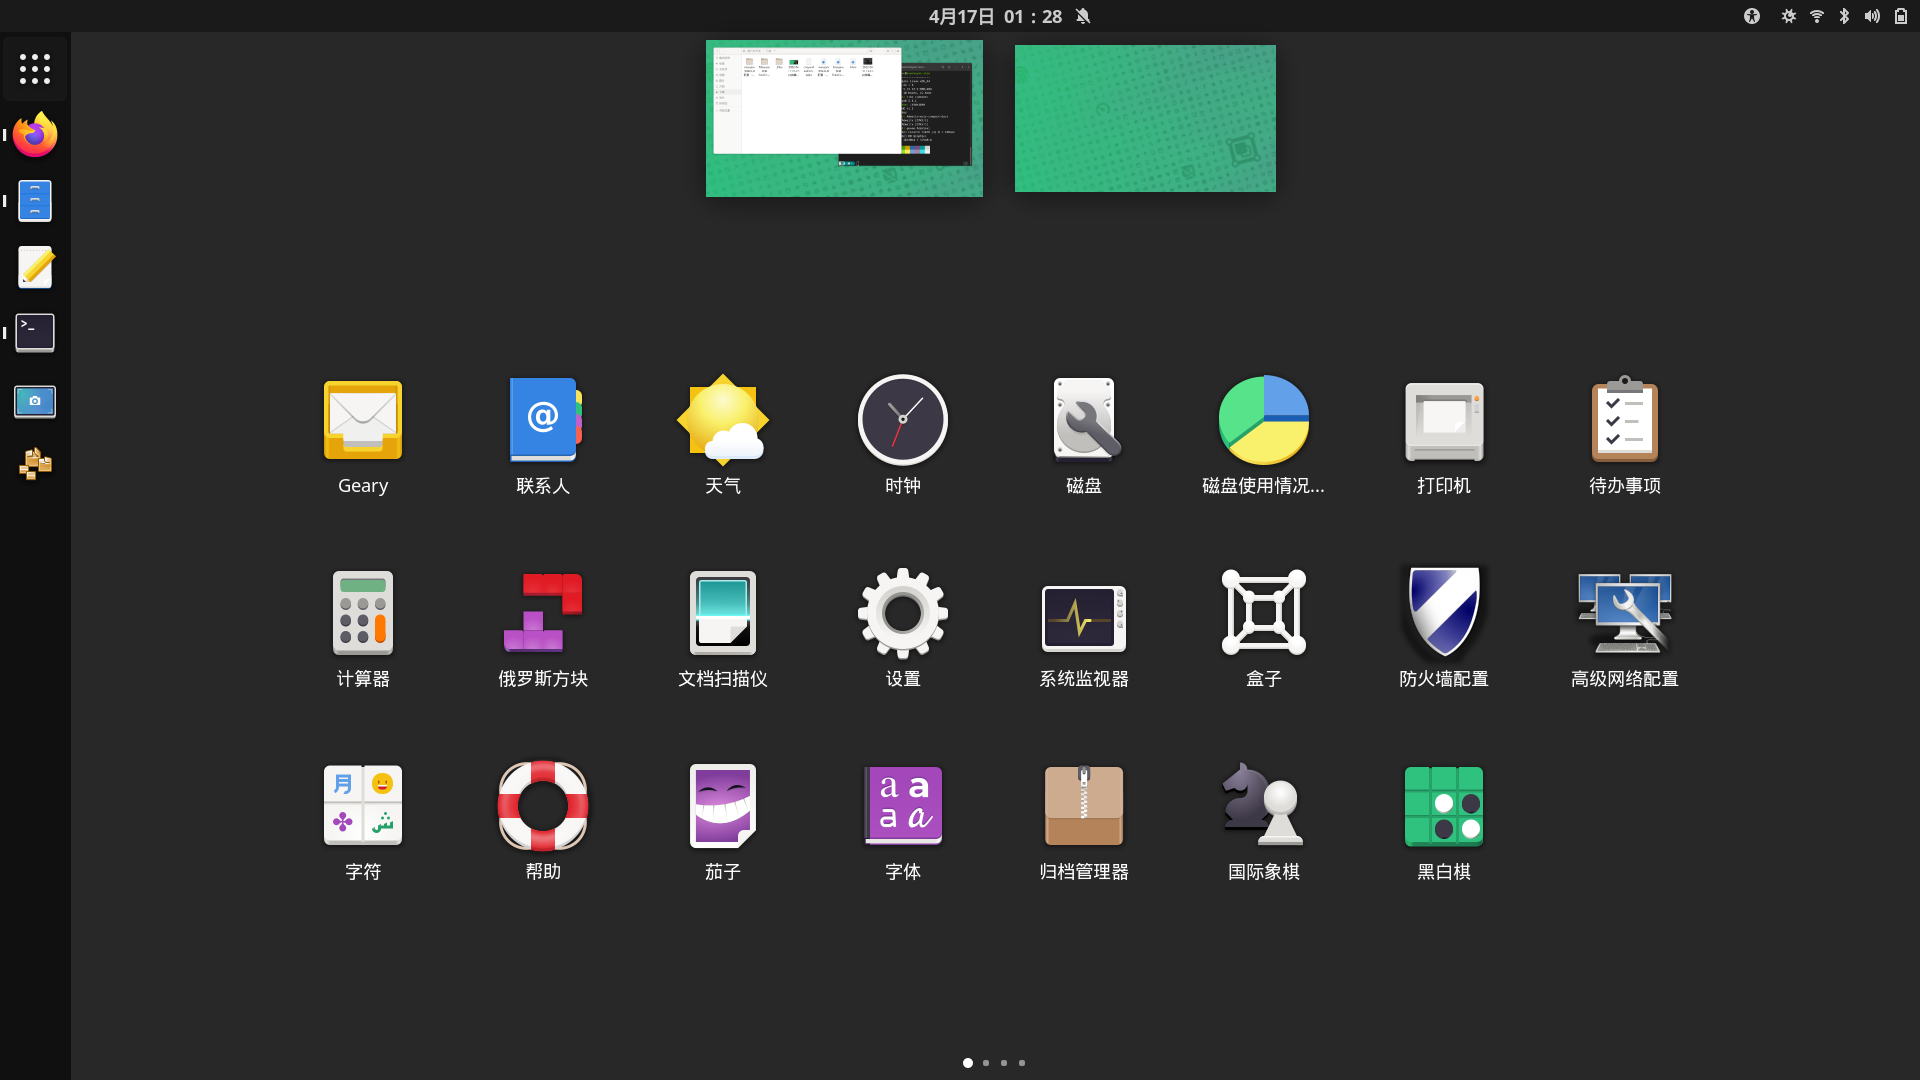 4月17日 01：28
Geary
联系人
天气
时钟
磁盘
磁盘使用情况...
打印机
待办事项
计算器
俄罗斯方块
文档扫描仪
设置
系统监视器
盒子
防火墙配置
高级网络配置
字符
帮助
茄子
字体
归档管理器
国际象棋
黑白棋